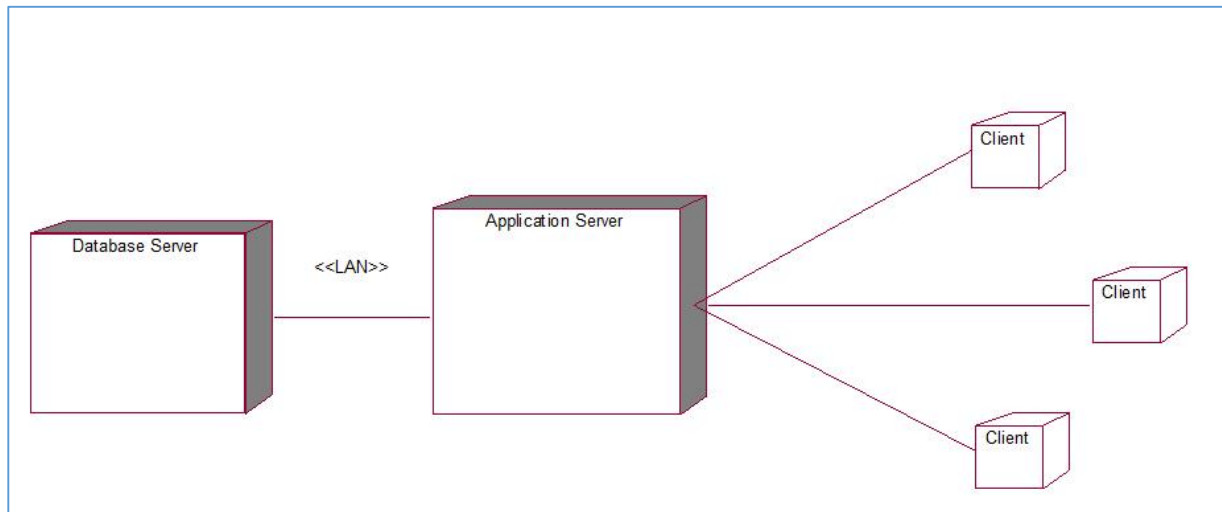 Database Server
<<LAN>>
Application Server
Client
Client
Client